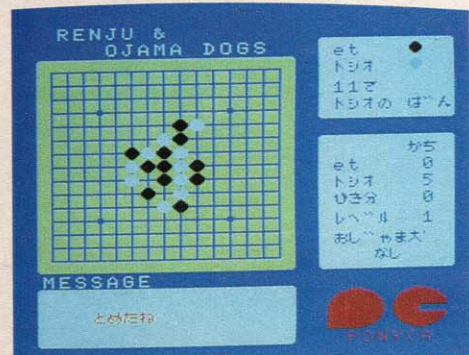 RENJU &
OJAMA DOGS
et
トシオ
11て
トシオの ばん
かち
et 0
トシオ 5
ひき分 0
レベル 1
おじゃま犬
なし
MESSAGE
とめたね